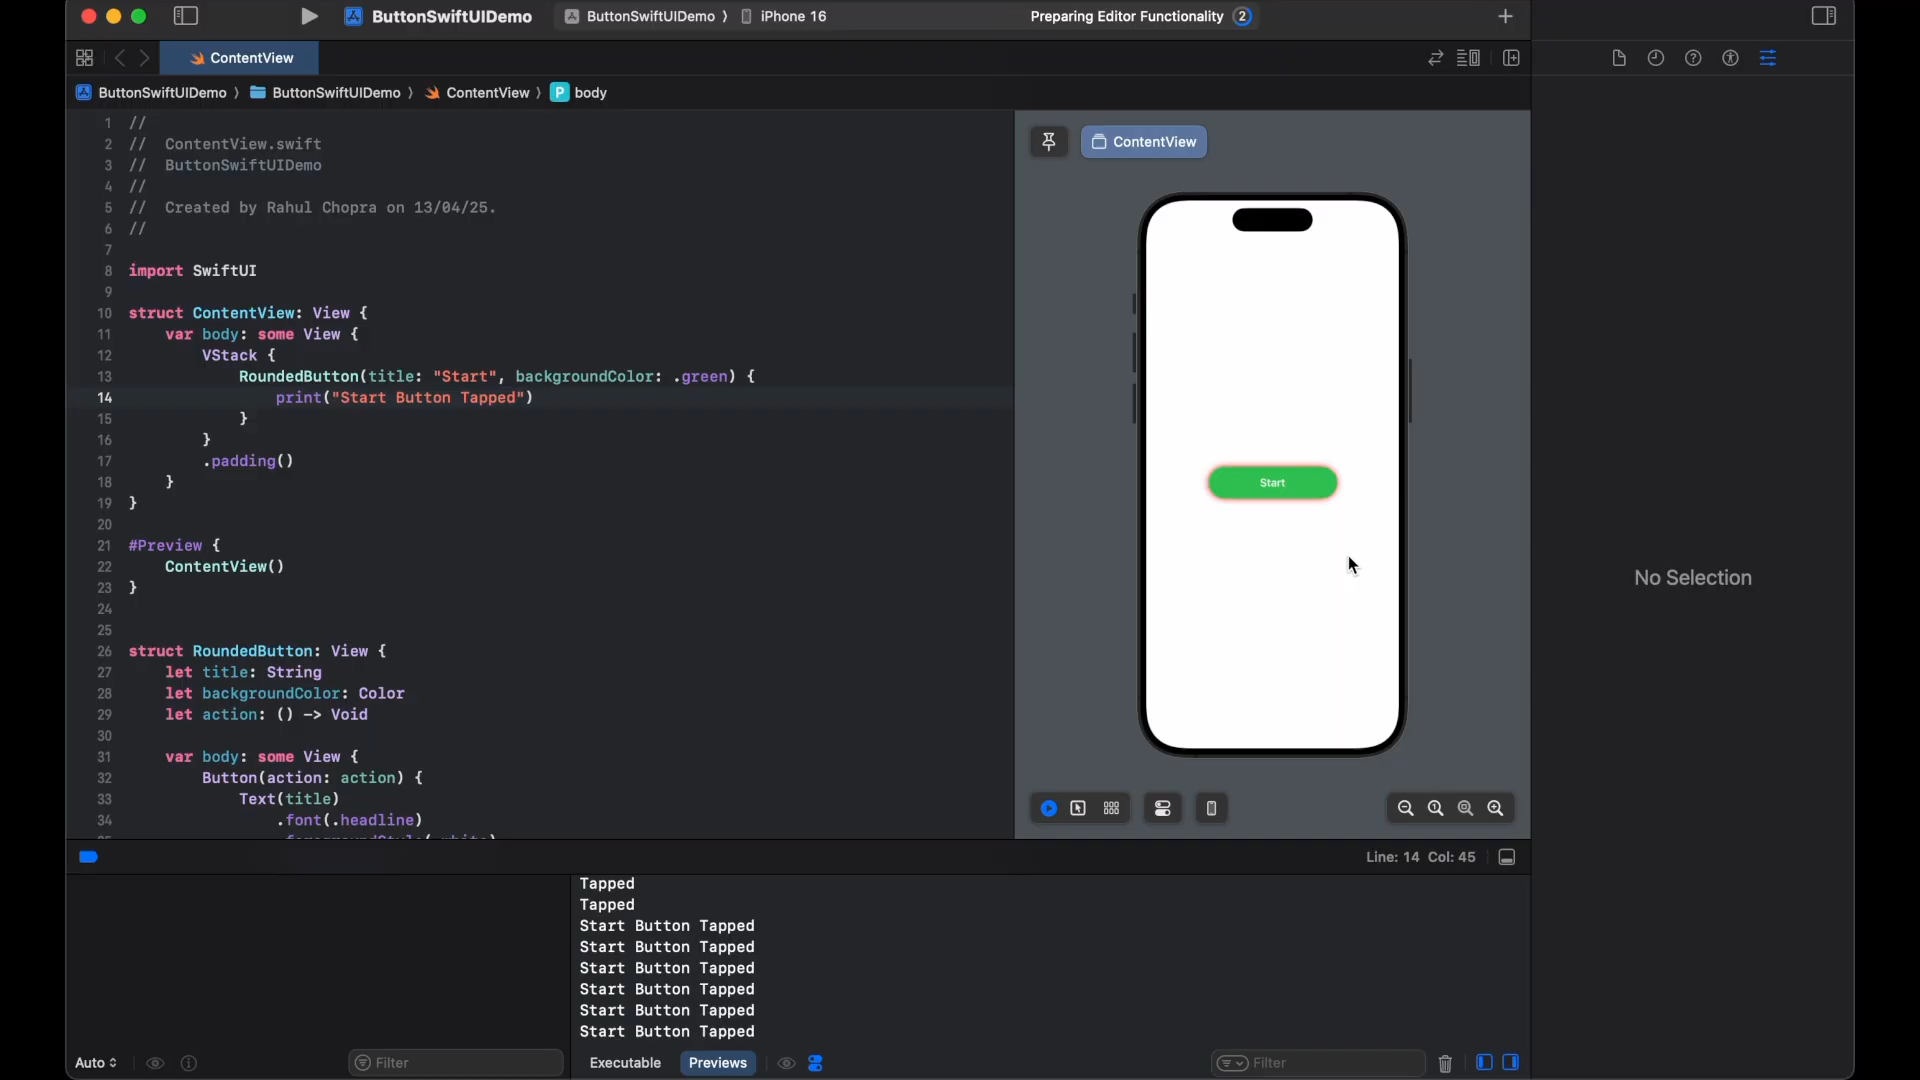 ButtonSwiftUIDemo
ButtonSwiftUIDemo 〉 iPhone 16
Preparing Editor Functionality 2
ContentView
ButtonSwiftUIDemo 〉 ButtonSwiftUIDemo 〉 ContentView 〉 P body
1 //
2 //  ContentView.swift
3 //  ButtonSwiftUIDemo
4 //
5 //  Created by Rahul Chopra on 13/04/25.
6 //
7
8 import SwiftUI
9
10 struct ContentView: View {
11     var body: some View {
12         VStack {
13             RoundedButton(title: "Start", backgroundColor: .green) {
14                 print("Start Button Tapped")
15             }
16         }
17         .padding()
18     }
19 }
20
21 #Preview {
22     ContentView()
23 }
24
25
26 struct RoundedButton: View {
27     let title: String
28     let backgroundColor: Color
29     let action: () -> Void
30
31     var body: some View {
32         Button(action: action) {
33             Text(title)
34                 .font(.headline)
ContentView
Start
No Selection
Line: 14 Col: 45
Tapped
Tapped
Start Button Tapped
Start Button Tapped
Start Button Tapped
Start Button Tapped
Start Button Tapped
Start Button Tapped
Auto
Filter
Executable
Previews
Filter